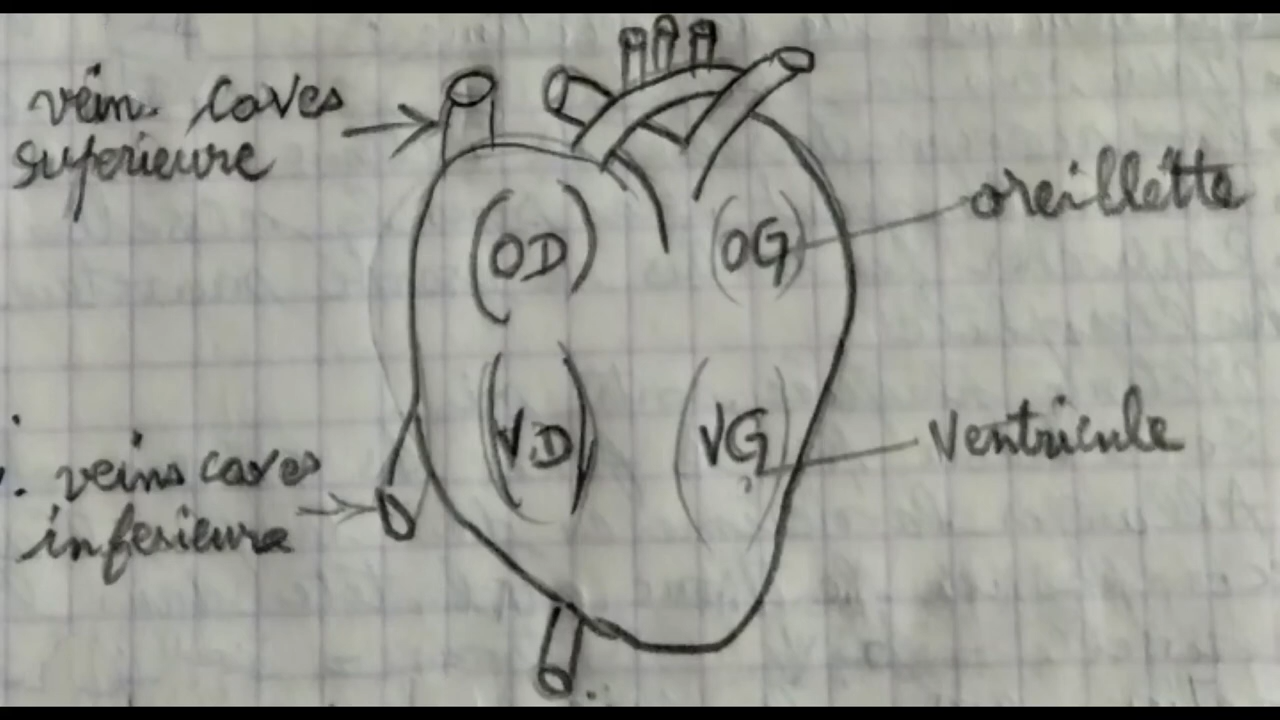 vein. caves
superieure
oreillette
OD
OG
VD
VG
Ventricule
veins caves
inferieure